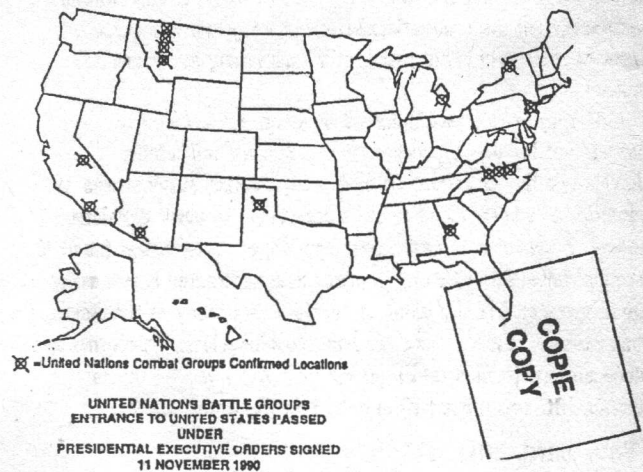 COPIE
COPY
=United Nations Combat Groups Confirmed Locations
UNITED NATIONS BATTLE GROUPS
ENTRANCE TO UNITED STATES PASSED
UNDER
PRESIDENTIAL EXECUTIVE ORDERS SIGNED
11 NOVEMBER 1990